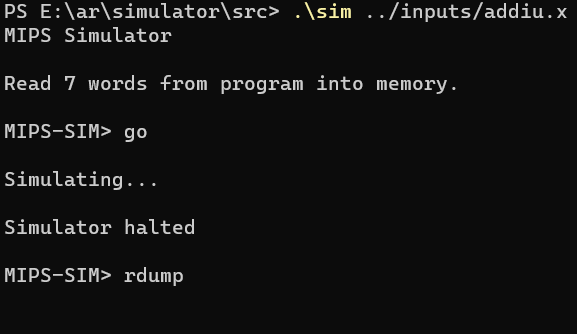 PS E:\ar\simulator\src> .\sim ../inputs/addiu.x
MIPS Simulator
Read 7 words from program into memory.
MIPS-SIM> go
Simulating...
Simulator halted
MIPS-SIM> rdump